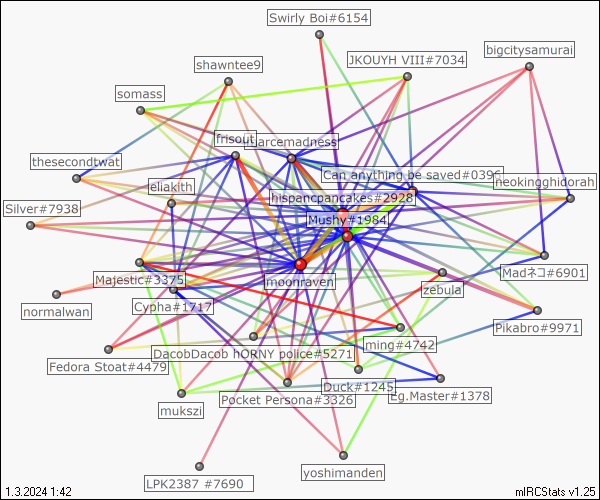 Swirly Boi#6154
bigcitysamurai
JKOUYH VIII#7034
shawntee9
somass
frisout
arcemadness
thesecondtwat
Can anything be saved#0396
neokingghidorah
eliakith
hispancpancakes#2928
Silver#7938
Mushy#1984
Majestic#3375
moonraven
Madネコ#6901
zebula
normalwan
Cypha#1717
Pikabro#9971
DacobDacob hORNY police#5271
ming#4742
Fedora Stoat#4479
Duck#1245
Eg.Master#1378
Pocket Persona#3326
mukszi
yoshimanden
LPK2387 #7690
1.3.2024 1:42
mIRCStats v1.25